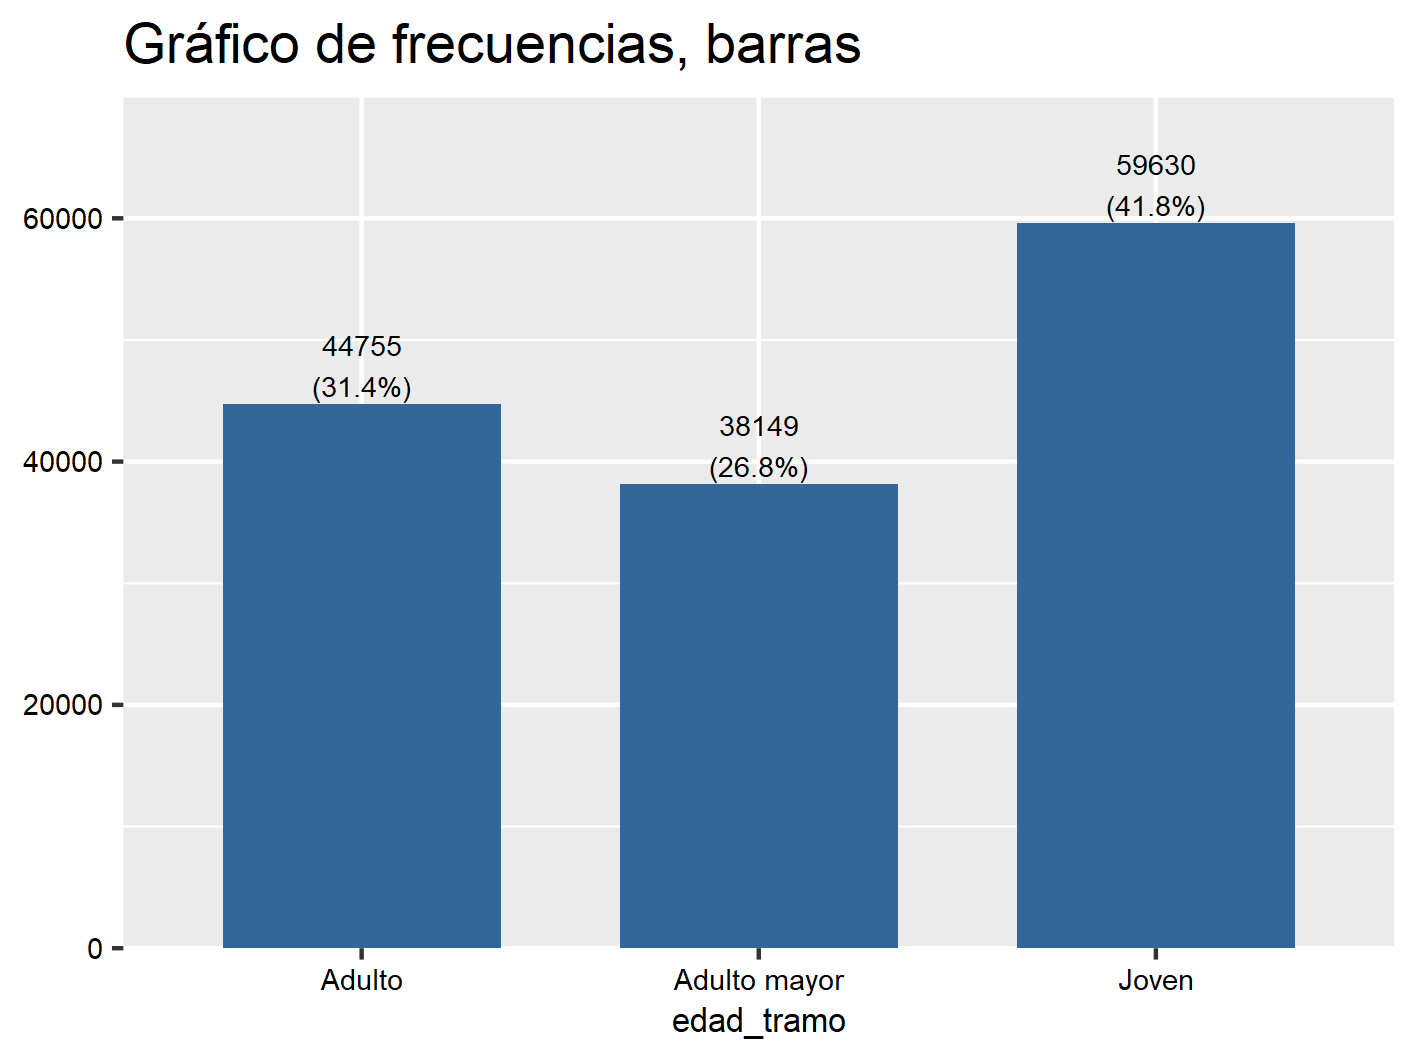 Gráfico de frecuencias, barras
59630
(41.8%)
60000
44755
(31.4%)
38149
(26.8%)
40000
20000
0
Adulto
Adulto mayor
Joven
edad_tramo